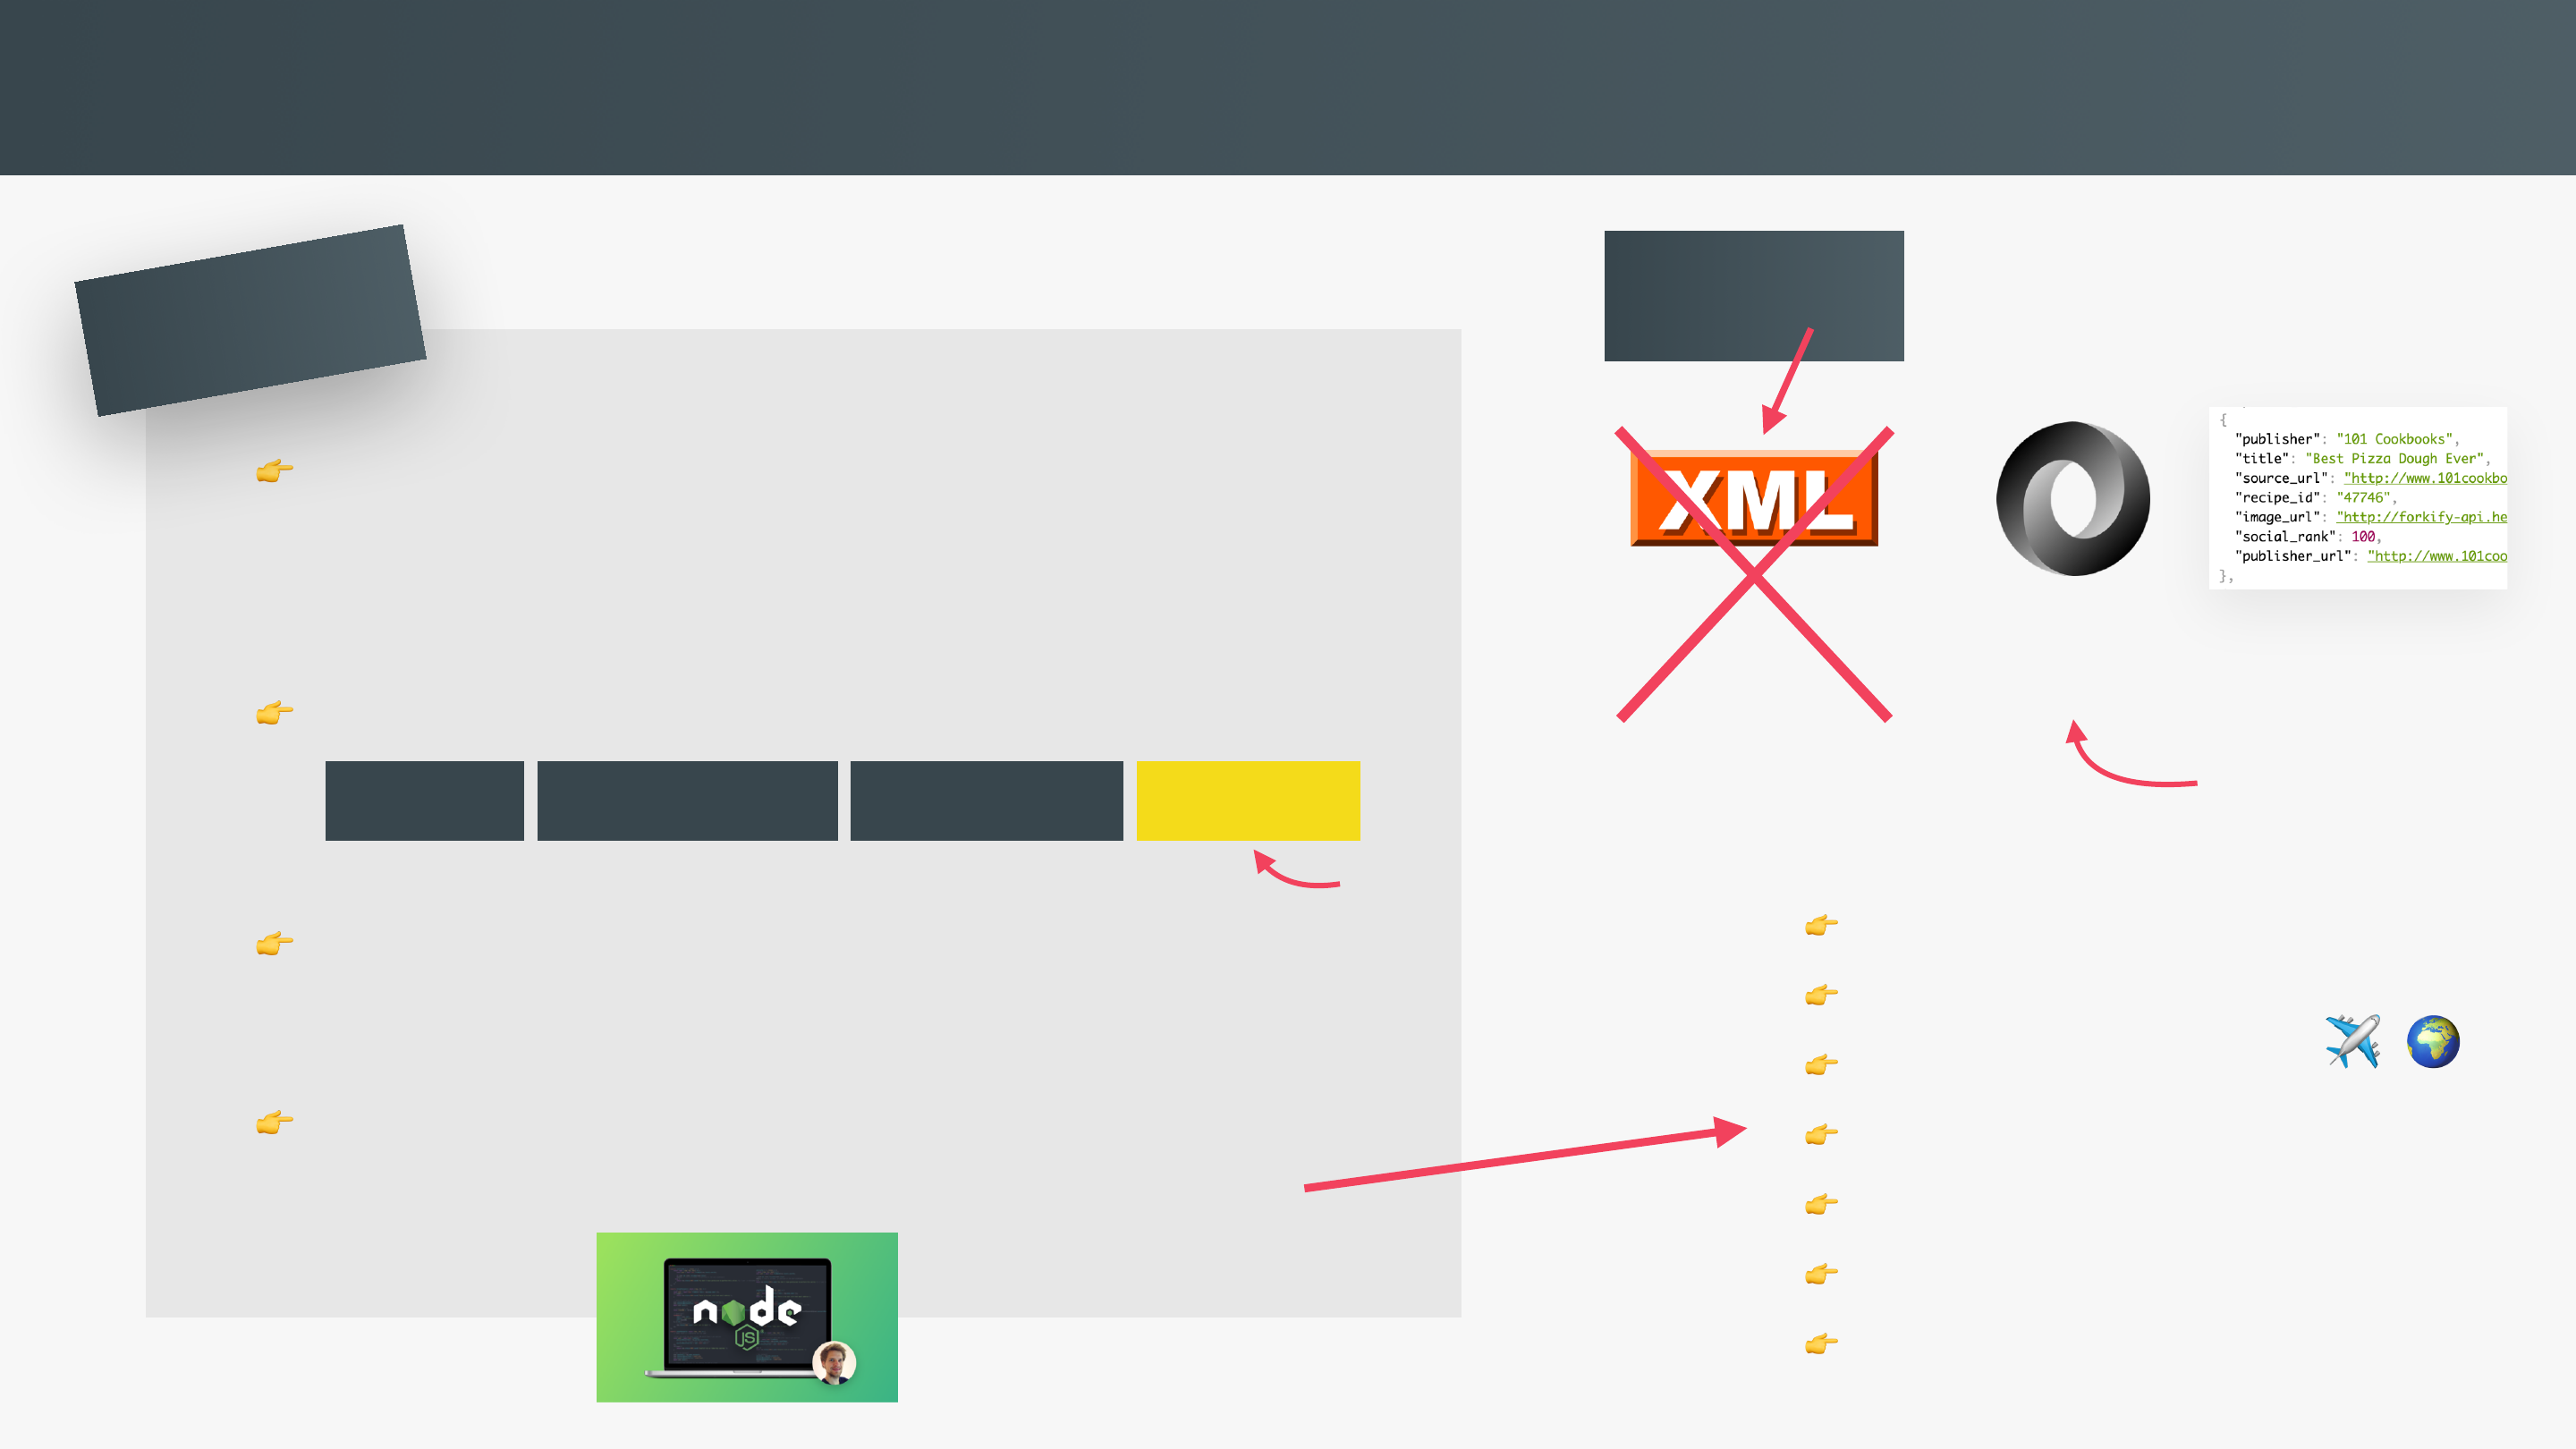 XML
{
"publisher": "101 Cookbooks",
"title": "Best Pizza Dough Ever",
"source_url": "http://www.101cookbo
"recipe_id": "47746",
"image_url": "http://forkify-api.he
"social_rank": 100,
"publisher_url": "http://www.101coo
},
node
JS